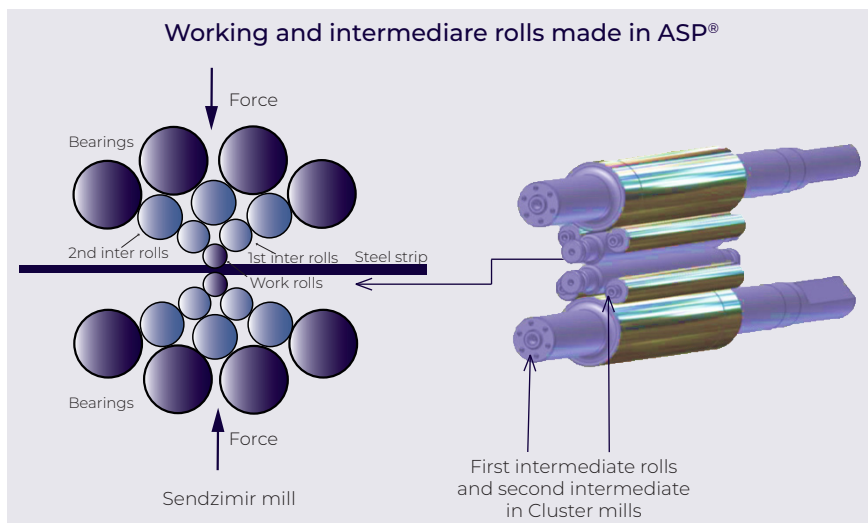 Working and intermediare rolls made in ASP®
Force
Bearings
2nd inter rolls
1st inter rolls
Steel strip
Work rolls
Bearings
Force
Sendzimir mill
First intermediate rolls
and second intermediate
in Cluster mills